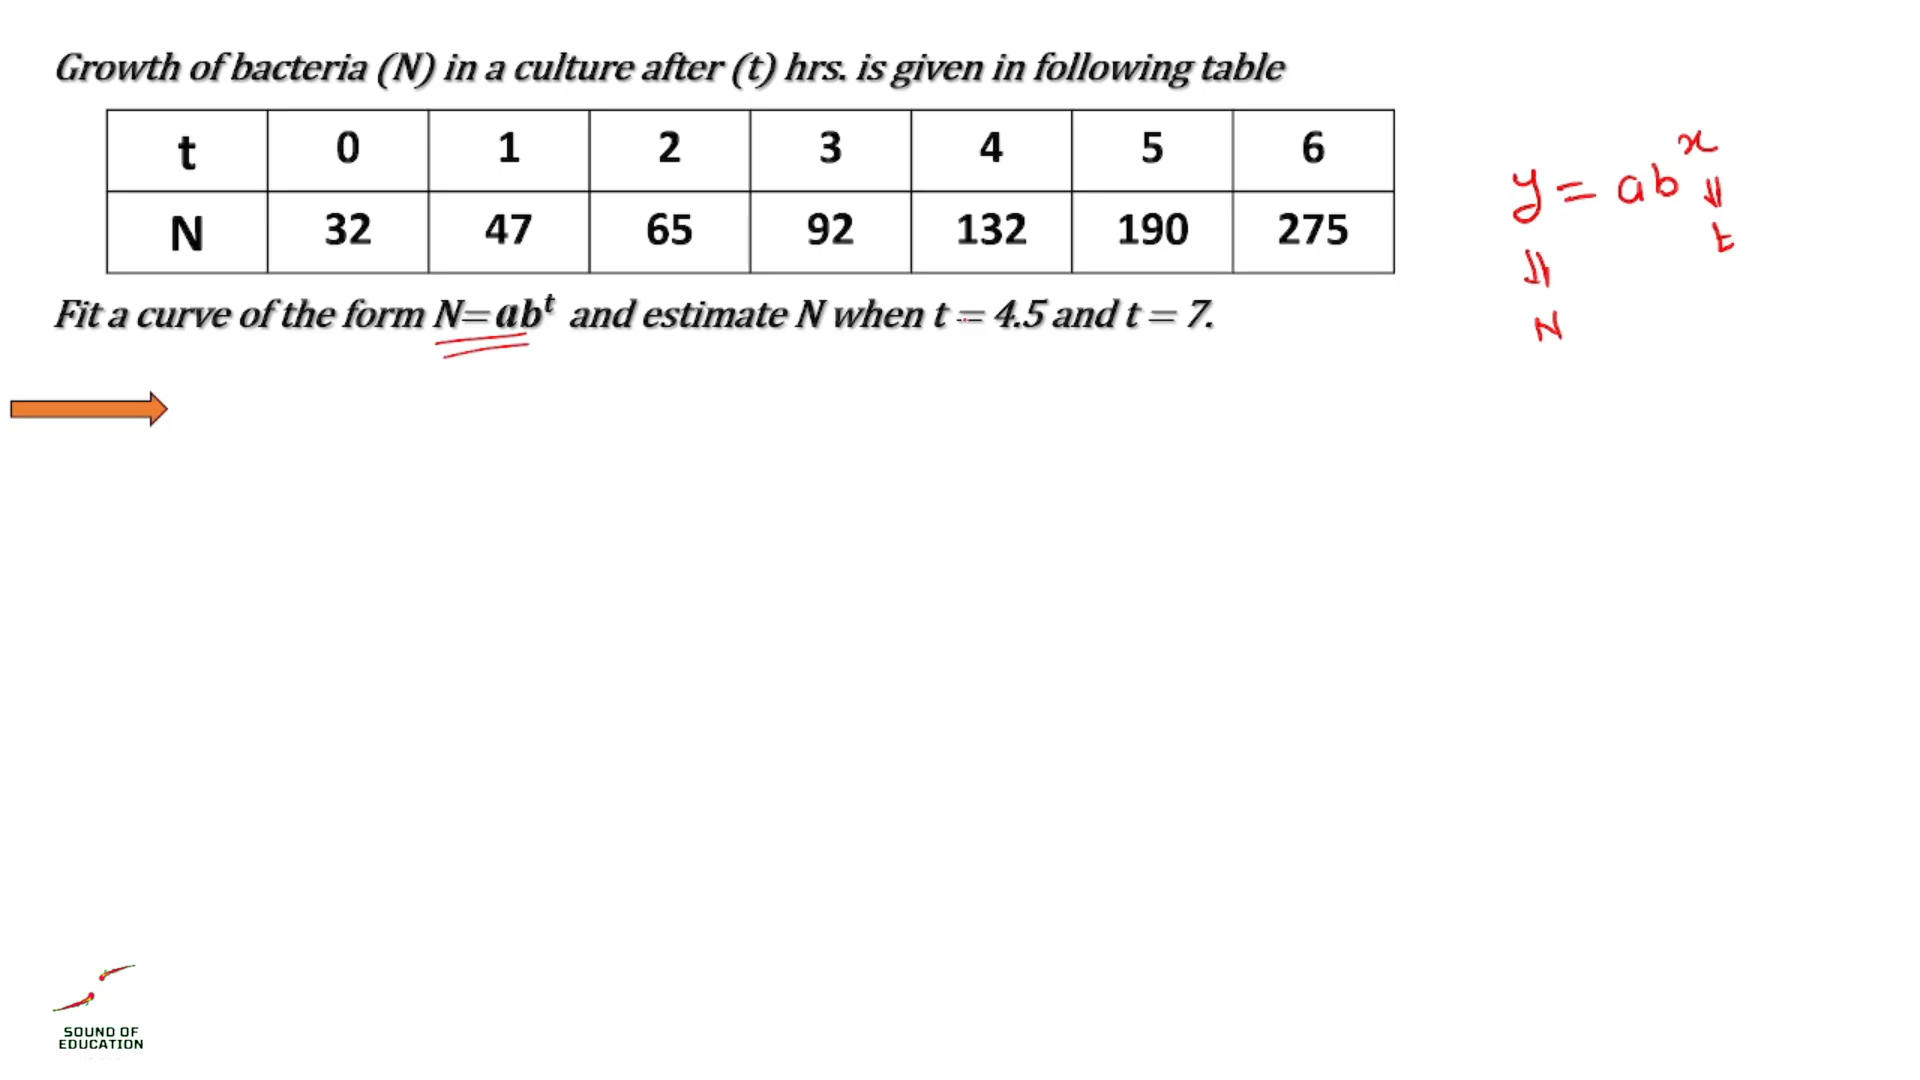 Growth of bacteria (N) in a culture after (t) hrs. is given in following table
t 0 1 2 3 4 5 6
N 32 47 65 92 132 190 275
Fit a curve of the form N=abᵗ and estimate N when t = 4.5 and t = 7.
y = abˣ
⇓ ⇓
N t
SOUND OF
EDUCATION